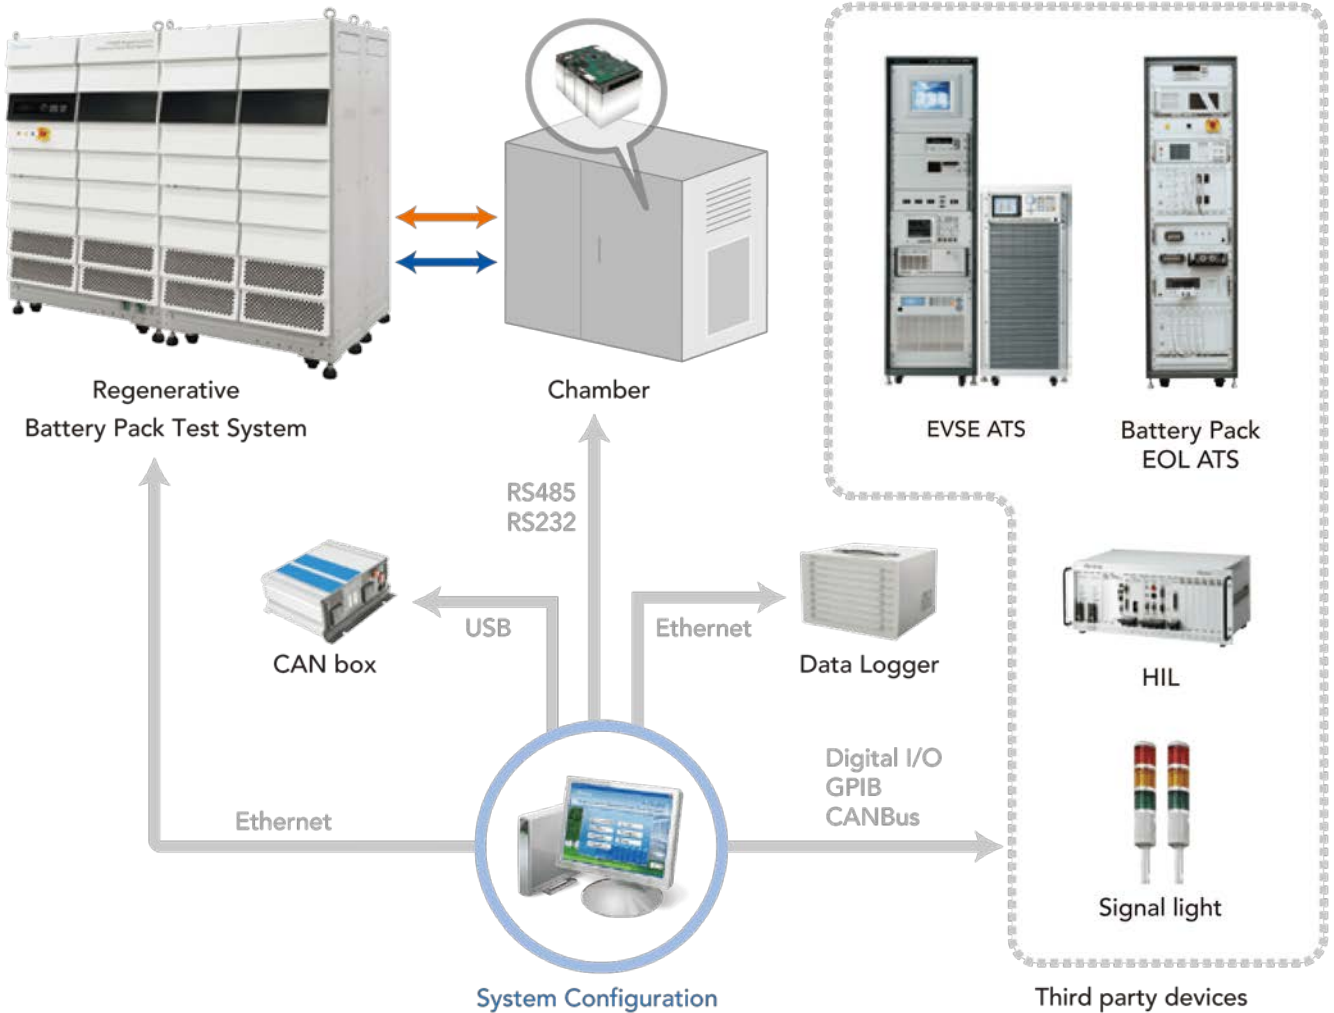 Regenerative
Battery Pack Test System
Chamber
EVSE ATS
Battery Pack
EOL ATS
RS485
RS232
USB
CAN box
Ethernet
Data Logger
HIL
Digital I/O
GPIB
CANBus
Ethernet
Signal light
System Configuration
Third party devices